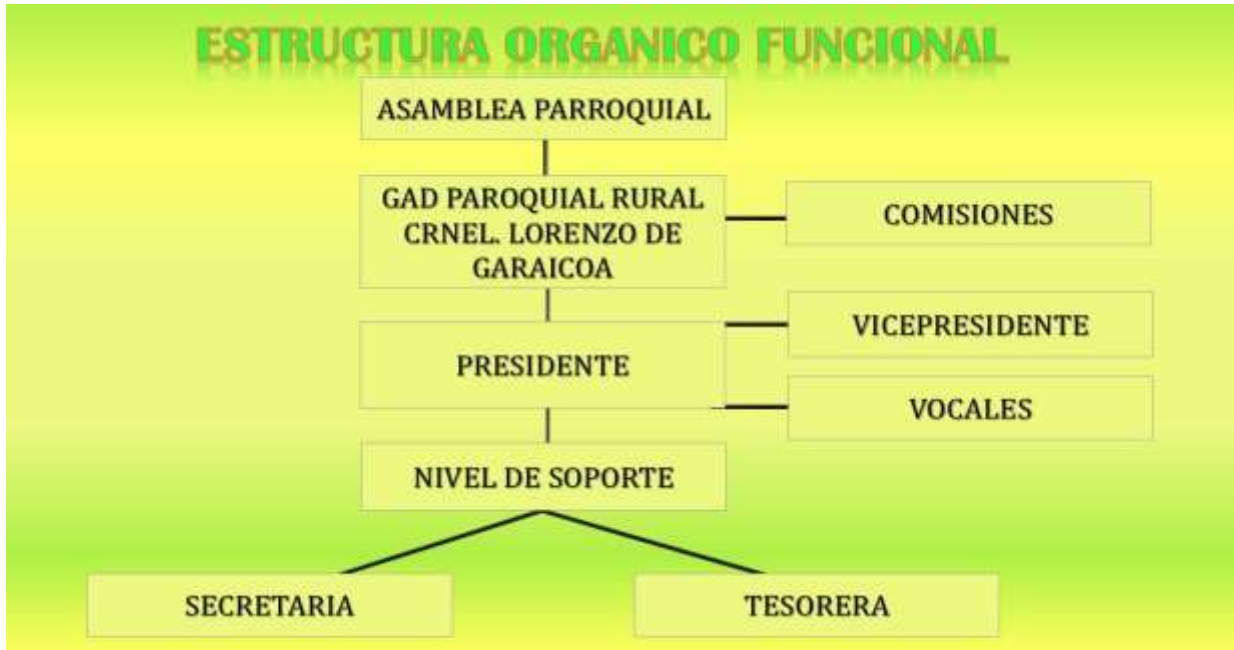 ESTRUCTURA ORGANICO FUNCIONAL
ASAMBLEA PARROQUIAL
GAD PAROQUIAL RURAL
CRNEL. LORENZO DE
GARAICOA
COMISIONES
VICEPRESIDENTE
PRESIDENTE
VOCALES
NIVEL DE SOPORTE
SECRETARIA
TESORERA